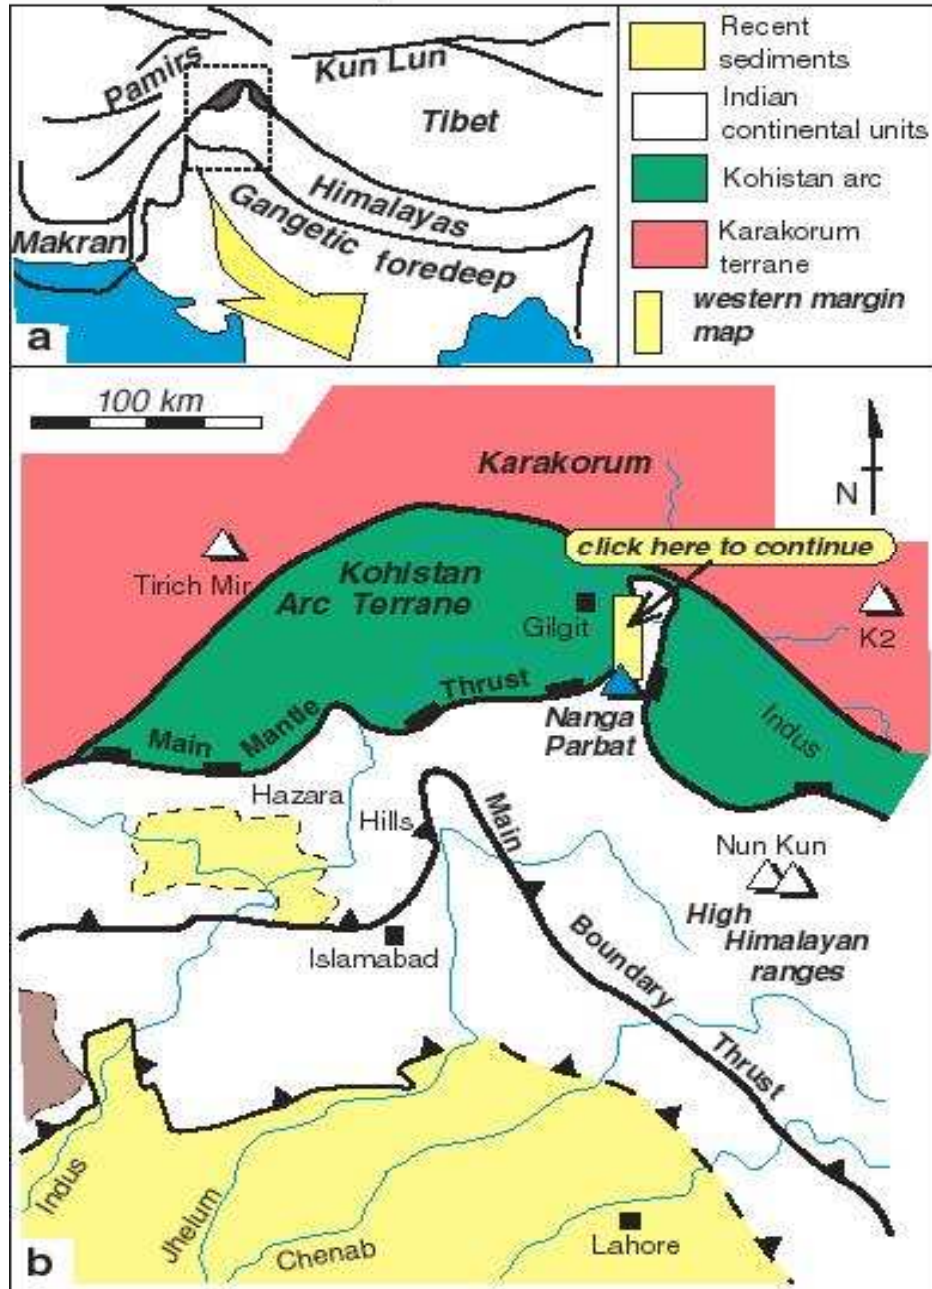 Pamirs
Kun Lun
Tibet
Himalayas
Gangetic foredeep
Makran
a
Recent
sediments
Indian
continental units
Kohistan arc
Karakorum
terrane
western margin
map
100 km
Karakorum
N
click here to continue
Tirich Mir
Kohistan
Arc Terrane
Gilgit
K2
Main Mantle Thrust
Nanga
Parbat
Indus
Hazara
Hills
Main Boundary Thrust
Nun Kun
High
Himalayan
ranges
Islamabad
Indus
Jhelum
Chenab
Lahore
b